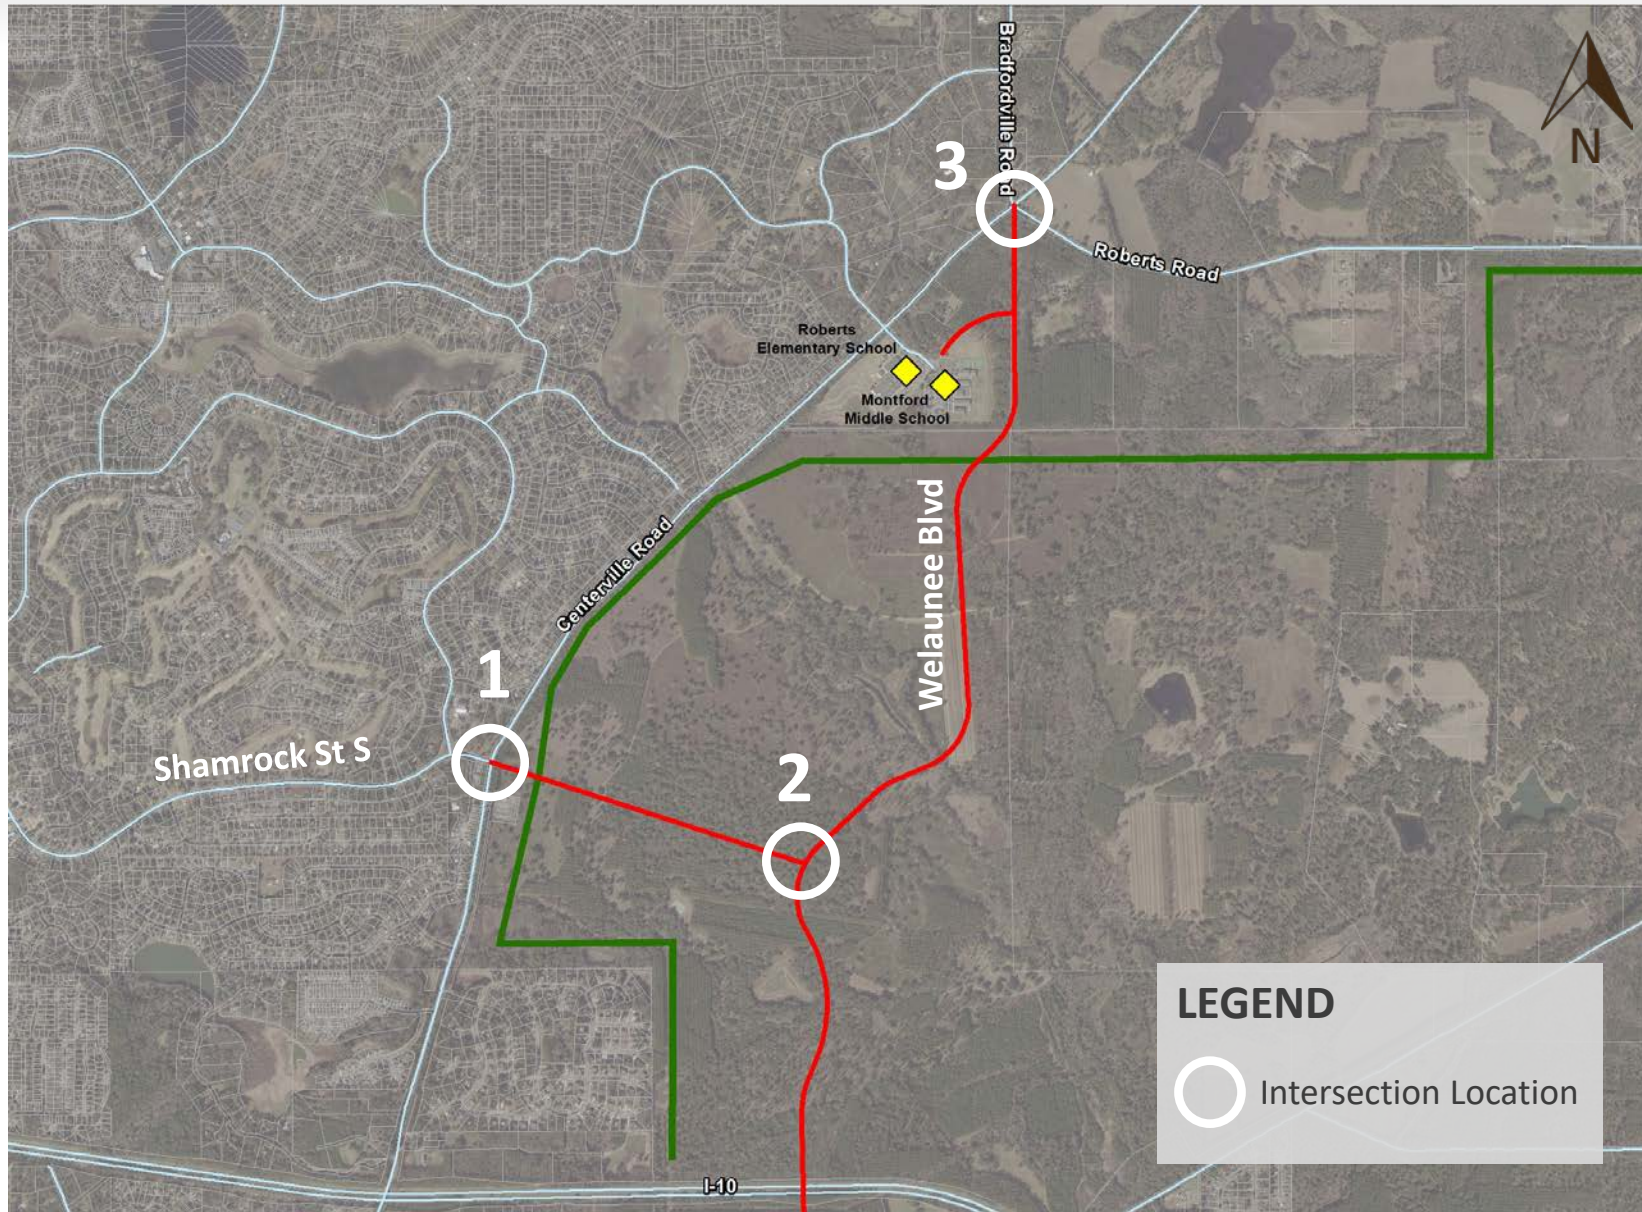 Bradfordville Road
N
3
Roberts Road
Roberts
Elementary School
Montford
Middle School
Welaunee Blvd
Centerville Road
1
Shamrock St S
2
LEGEND
Intersection Location
I-10